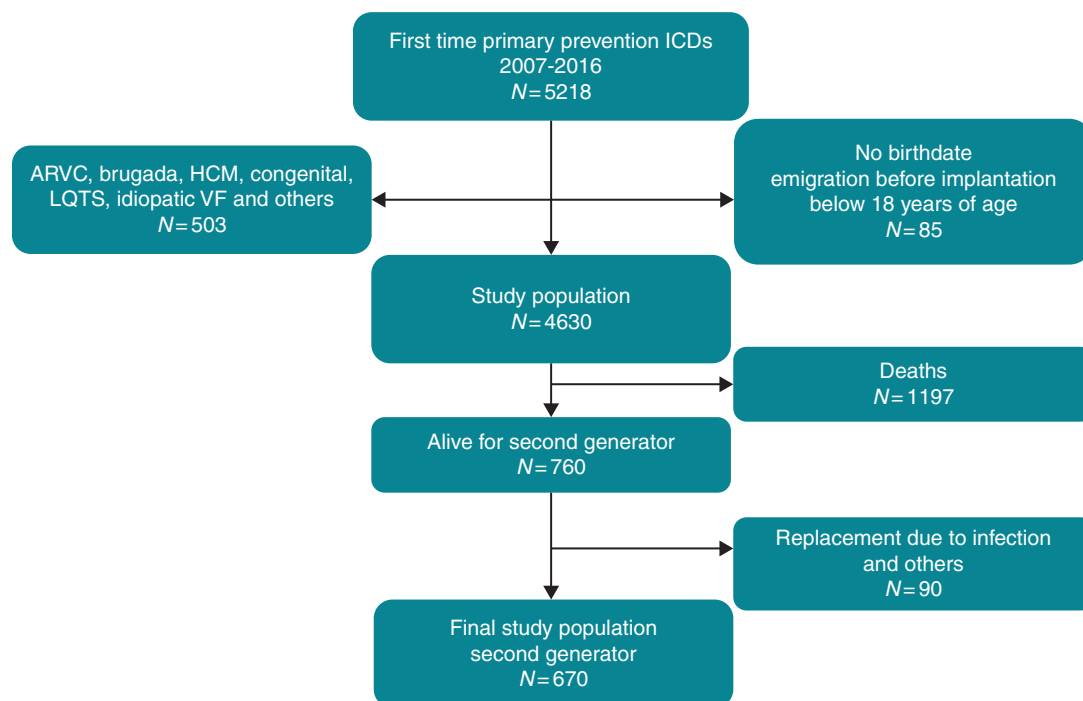 First time primary prevention ICDs
2007-2016
N=5218
ARVC, brugada, HCM, congenital,
LQTS, idiopatic VF and others
N=503
No birthdate
emigration before implantation
below 18 years of age
N=85
Study population
N=4630
Deaths
N=1197
Alive for second generator
N=760
Replacement due to infection
and others
N=90
Final study population
second generator
N=670